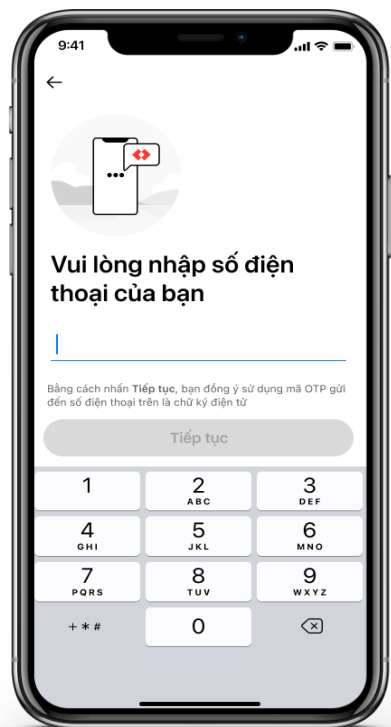 9:41
Vui lòng nhập số điện
thoại của bạn
Bằng cách nhấn Tiếp tục, bạn đồng ý sử dụng mã OTP gửi
đến số điện thoại trên là chữ ký điện tử
Tiếp tục
1 2 3
ABC DEF
4 5 6
GHI JKL MNO
7 8 9
PQRS TUV WXYZ
+ * # 0